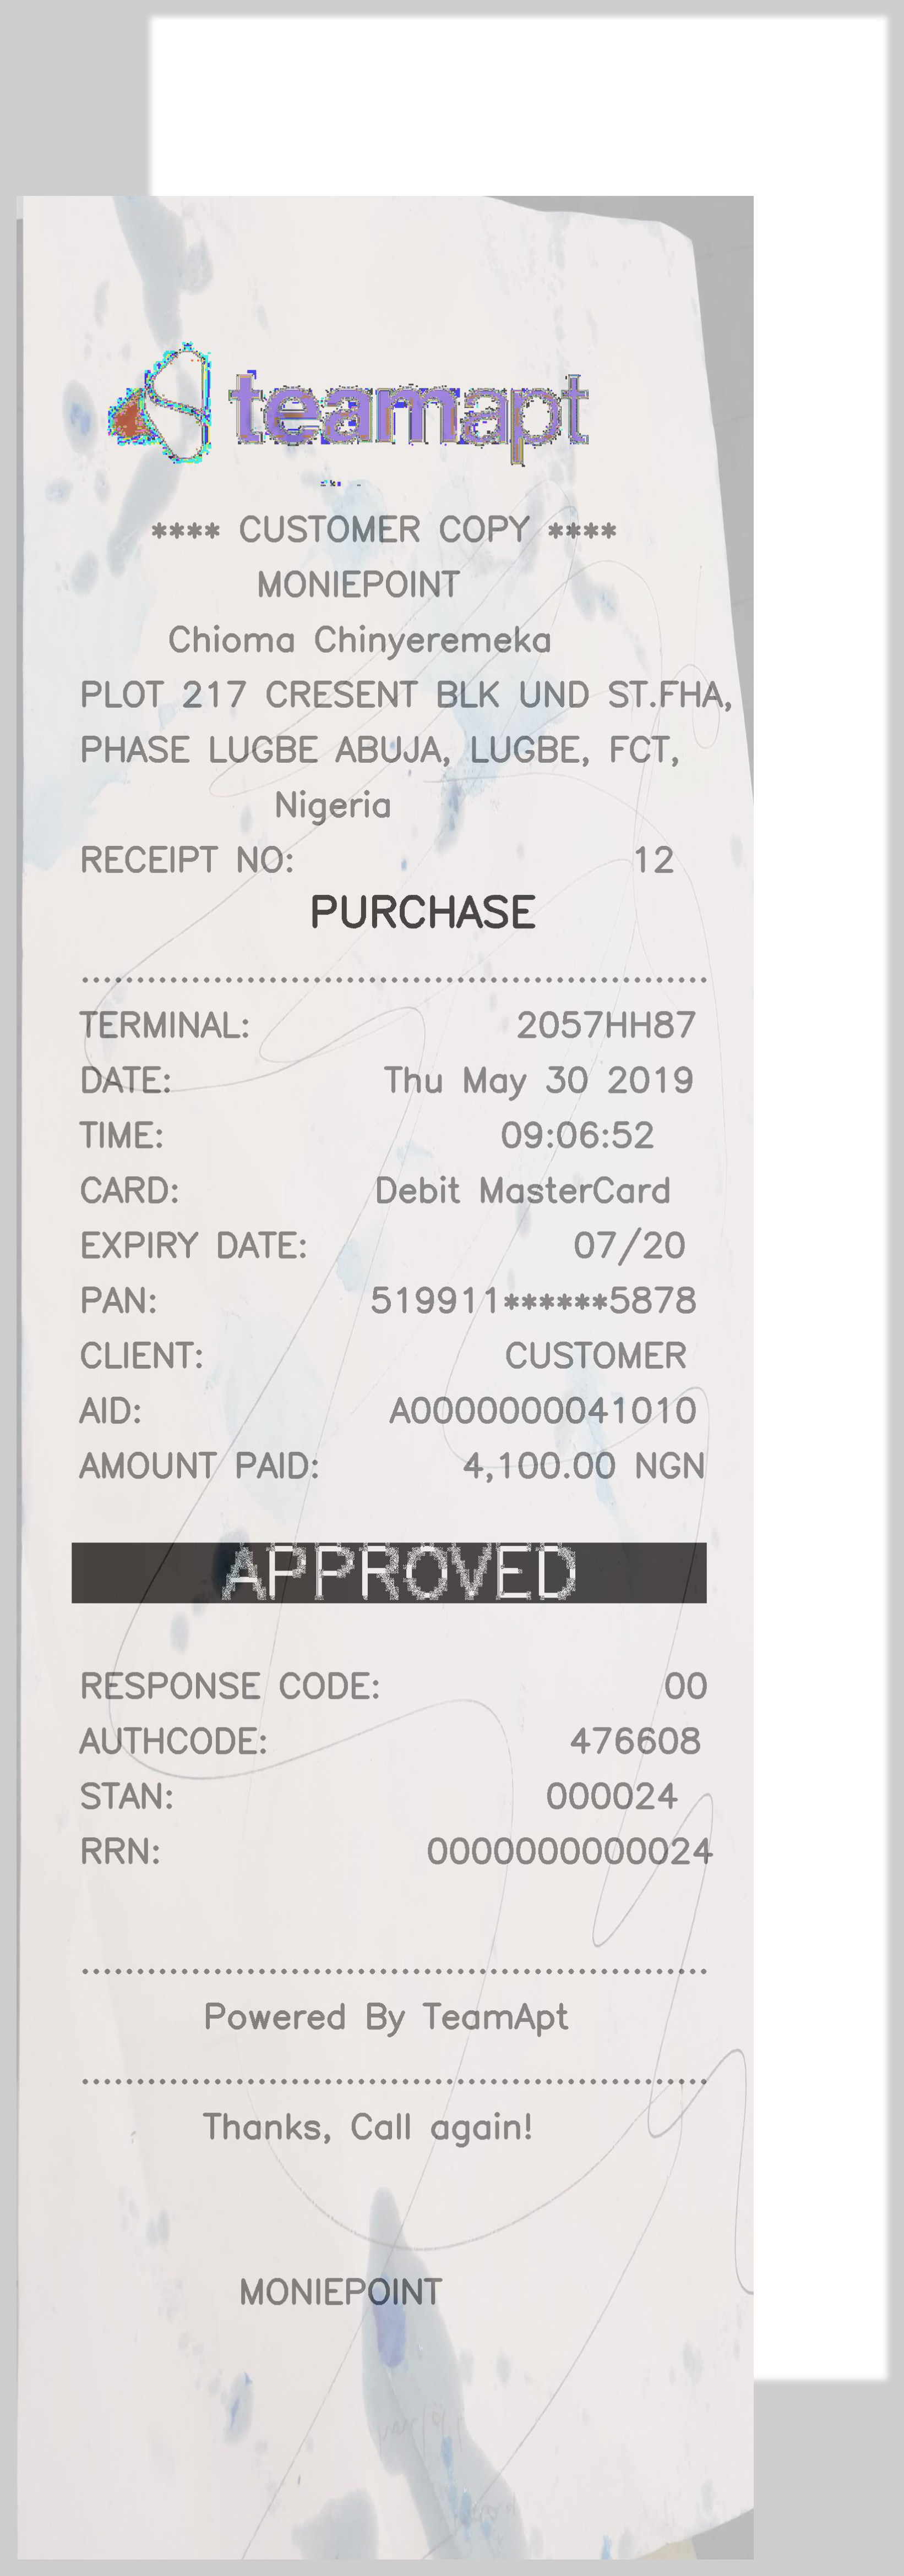 teamapt
**** CUSTOMER COPY ****
MONIEPOINT
Chioma Chinyeremeka
PLOT 217 CRESENT BLK UND ST.FHA,
PHASE LUGBE ABUJA, LUGBE, FCT,
Nigeria
RECEIPT NO: 12
PURCHASE
TERMINAL: 2057HH87
DATE: Thu May 30 2019
TIME: 09:06:52
CARD: Debit MasterCard
EXPIRY DATE: 07/20
PAN: 519911******5878
CLIENT: CUSTOMER
AID: A0000000041010
AMOUNT PAID: 4,100.00 NGN
APPROVED
RESPONSE CODE: 00
AUTHCODE: 476608
STAN: 000024
RRN: 0000000000024
Powered By TeamApt
Thanks, Call again!
MONIEPOINT